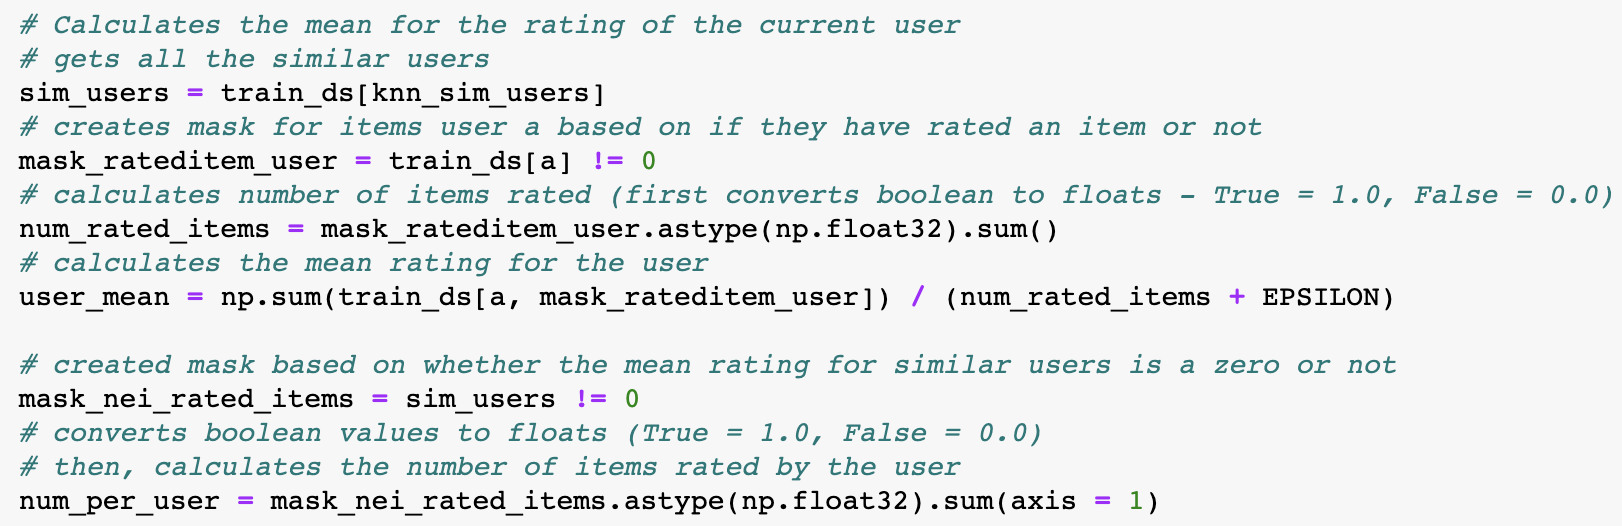 # Calculates the mean for the rating of the current user
# gets all the similar users
sim_users = train_ds[knn_sim_users]
# creates mask for items user a based on if they have rated an item or not
mask_rateditem_user = train_ds[a] != 0
# calculates number of items rated (first converts boolean to floats - True = 1.0, False = 0.0)
num_rated_items = mask_rateditem_user.astype(np.float32).sum()
# calculates the mean rating for the user
user_mean = np.sum(train_ds[a, mask_rateditem_user]) / (num_rated_items + EPSILON)
# created mask based on whether the mean rating for similar users is a zero or not
mask_nei_rated_items = sim_users != 0
# converts boolean values to floats (True = 1.0, False = 0.0)
# then, calculates the number of items rated by the user
num_per_user = mask_nei_rated_items.astype(np.float32).sum(axis = 1)